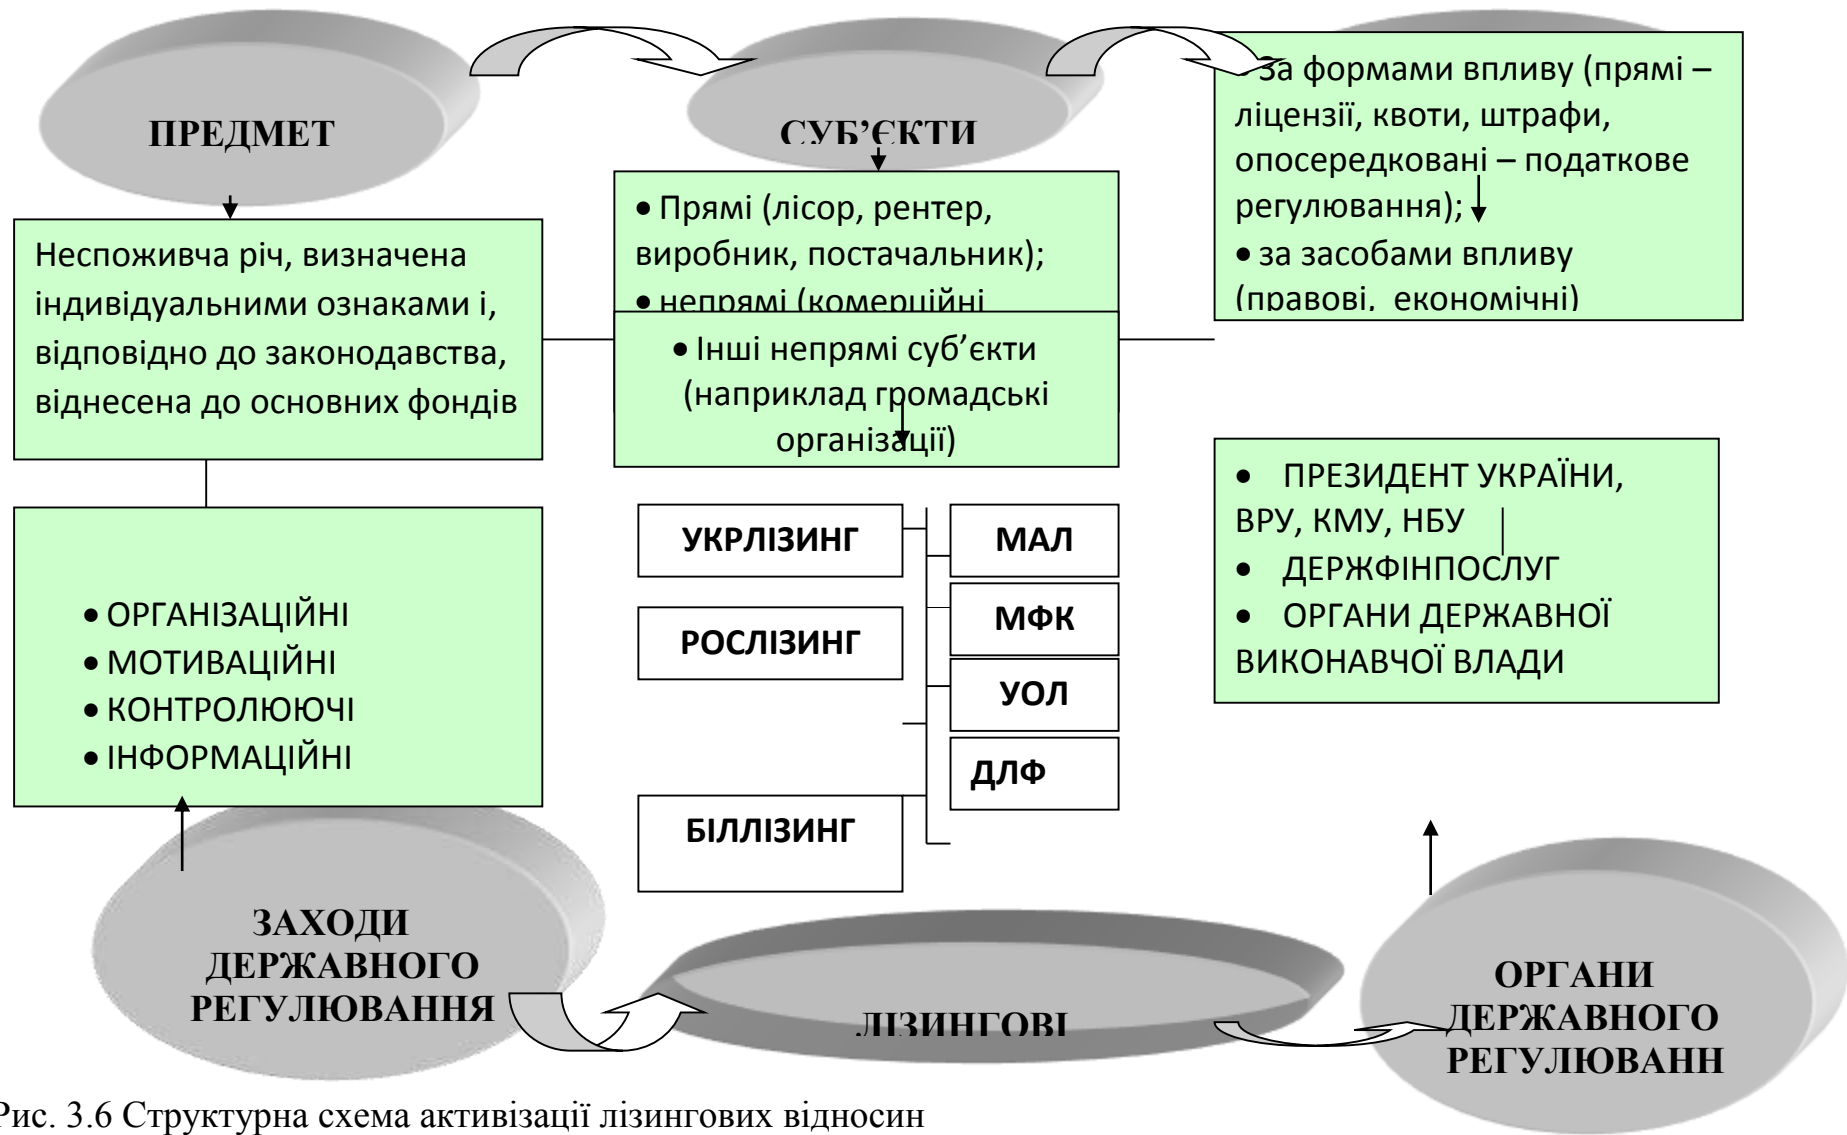 ПРЕДМЕТ
СУБ’ЄКТИ
• За формами впливу (прямі –
ліцензії, квоти, штрафи,
опосередковані – податкове
регулювання);
• за засобами впливу
(правові, економічні)
Неспоживча річ, визначена
індивідуальними ознаками і,
відповідно до законодавства,
віднесена до основних фондів
• Прямі (лісор, рентер,
виробник, постачальник);
• непрямі (комерційні
• Інші непрямі суб’єкти
(наприклад громадські
організації)
• ПРЕЗИДЕНТ УКРАЇНИ,
ВРУ, КМУ, НБУ
• ДЕРЖФІНПОСЛУГ
• ОРГАНИ ДЕРЖАВНОЇ
ВИКОНАВЧОЇ ВЛАДИ
• ОРГАНІЗАЦІЙНІ
• МОТИВАЦІЙНІ
• КОНТРОЛЮЮЧІ
• ІНФОРМАЦІЙНІ
УКРЛІЗИНГ
РОСЛІЗИНГ
БІЛЛІЗИНГ
МАЛ
МФК
УОЛ
ДЛФ
ЗАХОДИ
ДЕРЖАВНОГО
РЕГУЛЮВАННЯ
ЛІЗИНГОВІ
ОРГАНИ
ДЕРЖАВНОГО
РЕГУЛЮВАНН
Рис. 3.6 Структурна схема активізації лізингових відносин